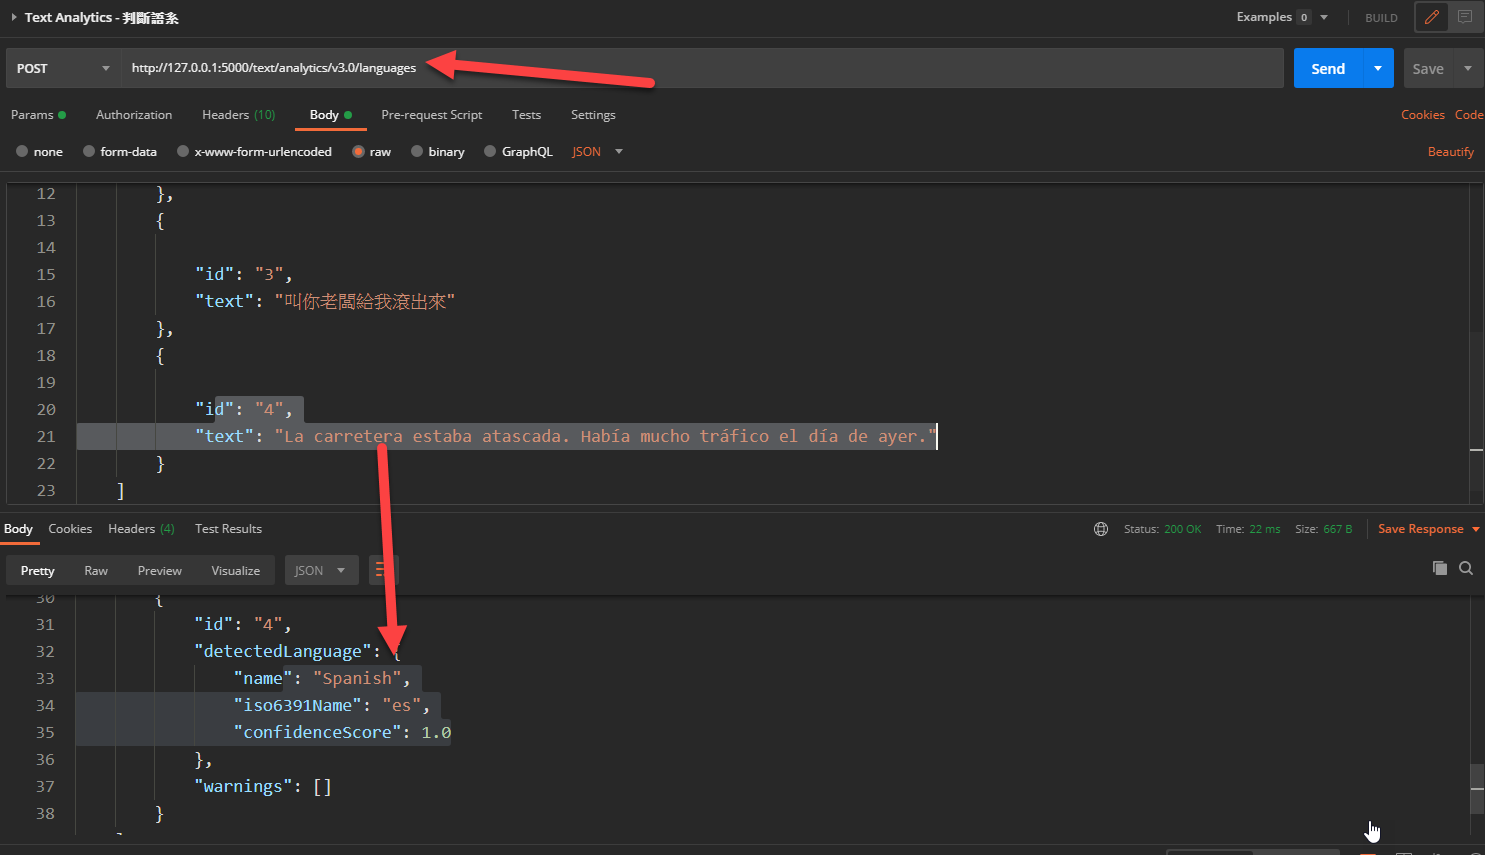 Text Analytics - 判斷語系
Examples 0
BUILD
POST
http://127.0.0.1:5000/text/analytics/v3.0/languages
Send
Save
Params
Authorization
Headers (10)
Body
Pre-request Script
Tests
Settings
Cookies
Code
none
form-data
x-www-form-urlencoded
raw
binary
GraphQL
JSON
Beautify
12 },
13 {
14
15 "id": "3",
16 "text": "叫你老闆給我滾出來"
17 },
18 {
19
20 "id": "4",
21 "text": "La carretera estaba atascada. Había mucho tráfico el día de ayer."
22 }
23 ]
Body
Cookies
Headers (4)
Test Results
Status: 200 OK
Time: 22 ms
Size: 667 B
Save Response
Pretty
Raw
Preview
Visualize
JSON
30 {
31 "id": "4",
32 "detectedLanguage": {
33 "name": "Spanish",
34 "iso6391Name": "es",
35 "confidenceScore": 1.0
36 },
37 "warnings": []
38 }